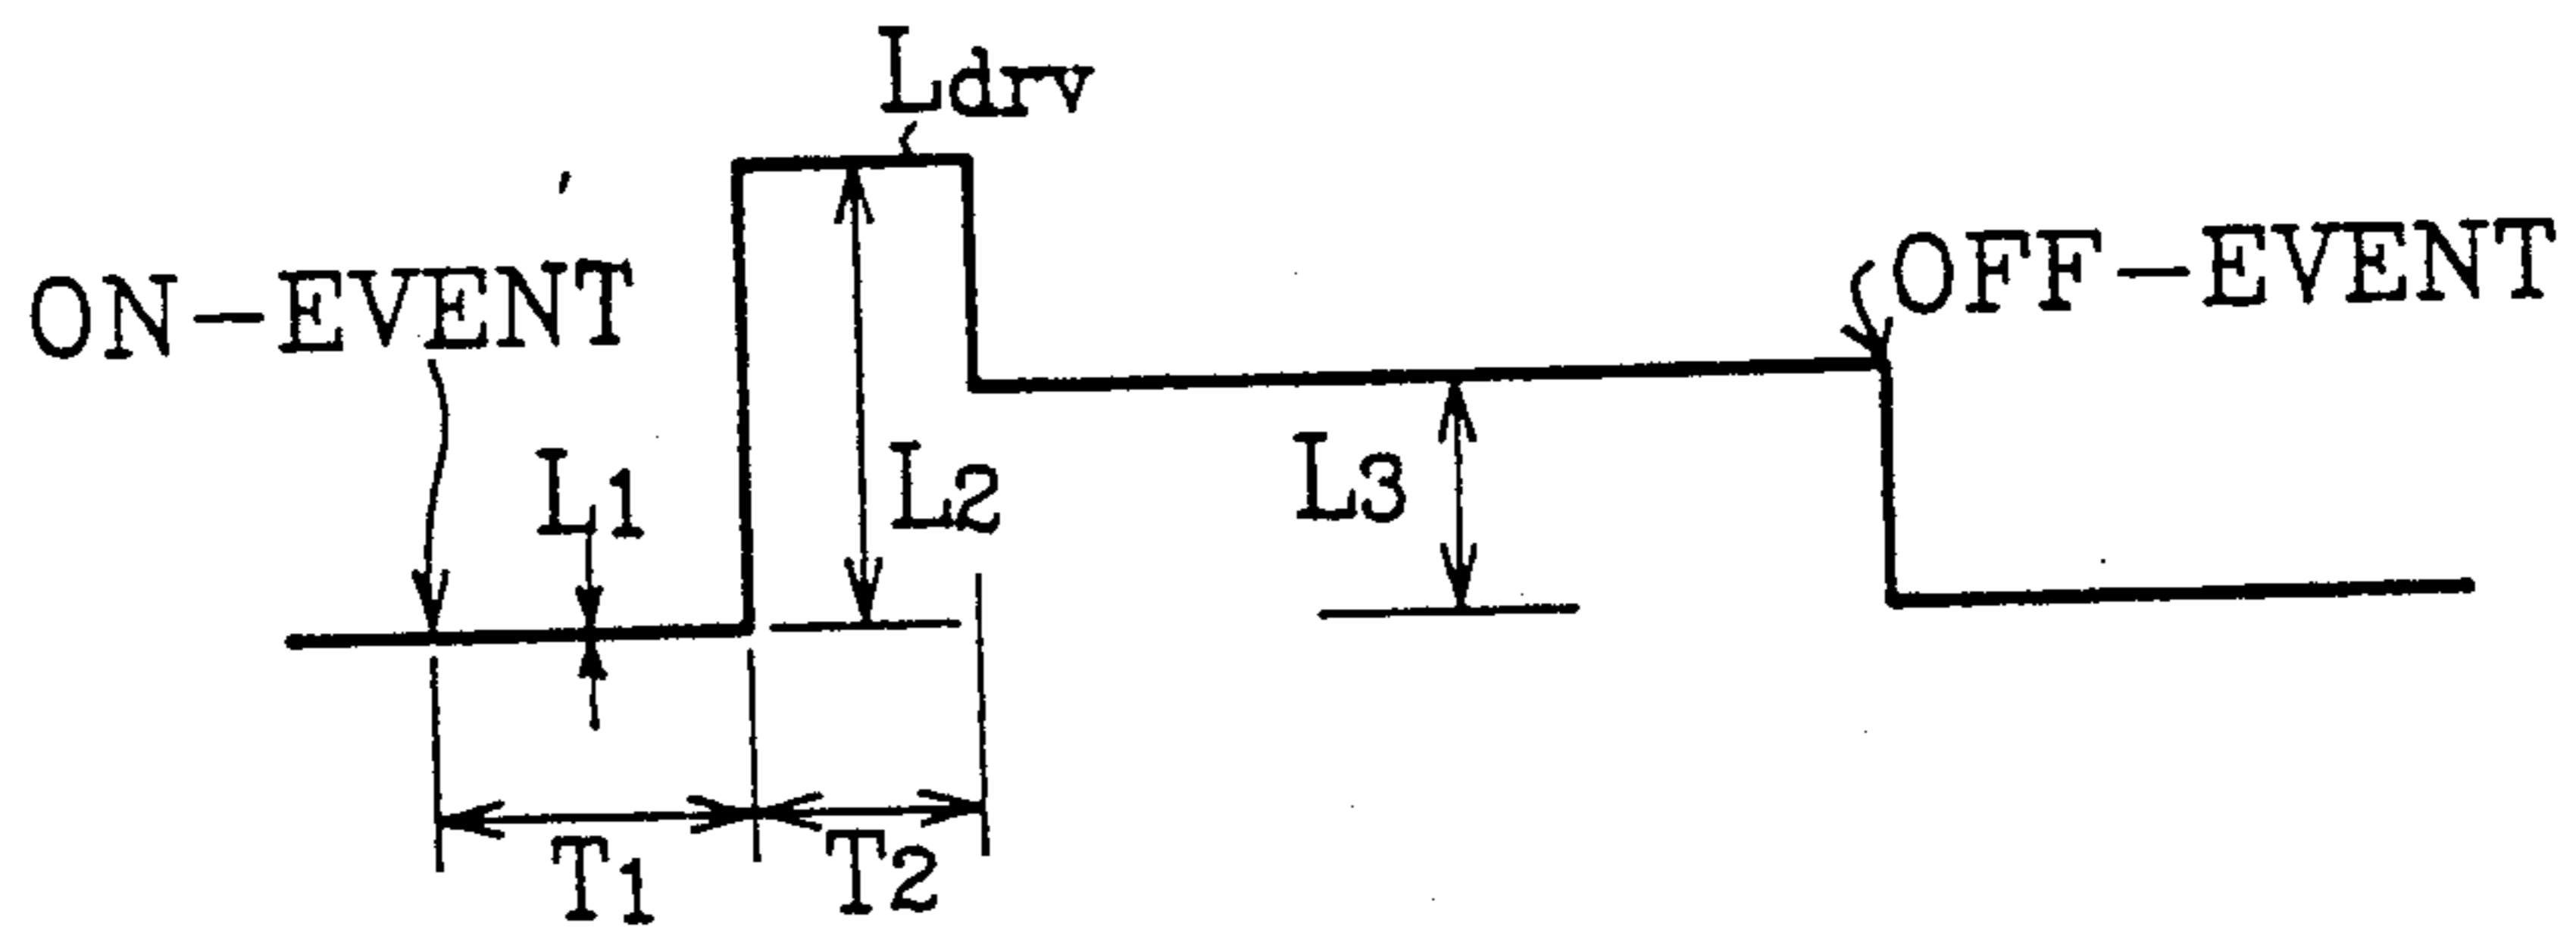 Ldrv
ON-EVENT
OFF-EVENT
L1
L2
L3
T1
T2